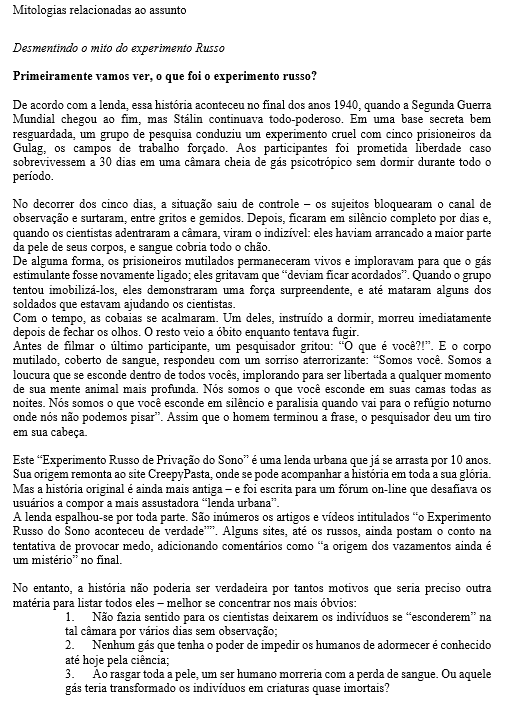 Mitologias relacionadas ao assunto
Desmentindo o mito do experimento Russo
Primeiramente vamos ver, o que foi o experimento russo?
De acordo com a lenda, essa história aconteceu no final dos anos 1940, quando a Segunda Guerra
Mundial chegou ao fim, mas Stálin continuava todo-poderoso. Em uma base secreta bem
resguardada, um grupo de pesquisa conduziu um experimento cruel com cinco prisioneiros da
Gulag, os campos de trabalho forçado. Aos participantes foi prometida liberdade caso
sobrevivessem a 30 dias em uma câmara cheia de gás psicotrópico sem dormir durante todo o
período.
No decorrer dos cinco dias, a situação saiu de controle – os sujeitos bloquearam o canal de
observação e surtaram, entre gritos e gemidos. Depois, ficaram em silêncio completo por dias e,
quando os cientistas adentraram a câmara, viram o indizível: eles haviam arrancado a maior parte
da pele de seus corpos, e sangue cobria todo o chão.
De alguma forma, os prisioneiros mutilados permaneceram vivos e imploravam para que o gás
estimulante fosse novamente ligado; eles gritavam que “deviam ficar acordados”. Quando o grupo
tentou imobilizá-los, eles demonstraram uma força surpreendente, e até mataram alguns dos
soldados que estavam ajudando os cientistas.
Com o tempo, as cobaias se acalmaram. Um deles, instruído a dormir, morreu imediatamente
depois de fechar os olhos. O resto veio a óbito enquanto tentava fugir.
Antes de filmar o último participante, um pesquisador gritou: “O que é você?!”. E o corpo
mutilado, coberto de sangue, respondeu com um sorriso aterrorizante: “Somos você. Somos a
loucura que se esconde dentro de todos vocês, implorando para ser libertada a qualquer momento
de sua mente animal mais profunda. Nós somos o que você esconde em suas camas todas as
noites. Nós somos o que você esconde em silêncio e paralisia quando vai para o refúgio noturno
onde nós não podemos pisar”. Assim que o homem terminou a frase, o pesquisador deu um tiro
em sua cabeça.
Este “Experimento Russo de Privação do Sono” é uma lenda urbana que já se arrasta por 10 anos.
Sua origem remonta ao site CreepyPasta, onde se pode acompanhar a história em toda a sua glória.
Mas a história original é ainda mais antiga – e foi escrita para um fórum on-line que desafiava os
usuários a compor a mais assustadora “lenda urbana”.
A lenda espalhou-se por toda parte. São inúmeros os artigos e vídeos intitulados “o Experimento
Russo do Sono aconteceu de verdade””. Alguns sites, até os russos, ainda postam o conto na
tentativa de provocar medo, adicionando comentários como “a origem dos vazamentos ainda é
um mistério” no final.
No entanto, a história não poderia ser verdadeira por tantos motivos que seria preciso outra
matéria para listar todos eles – melhor se concentrar nos mais óbvios:
1. Não fazia sentido para os cientistas deixarem os indivíduos se “esconderem” na
tal câmara por vários dias sem observação;
2. Nenhum gás que tenha o poder de impedir os humanos de adormecer é conhecido
até hoje pela ciência;
3. Ao rasgar toda a pele, um ser humano morreria com a perda de sangue. Ou aquele
gás teria transformado os indivíduos em criaturas quase imortais?